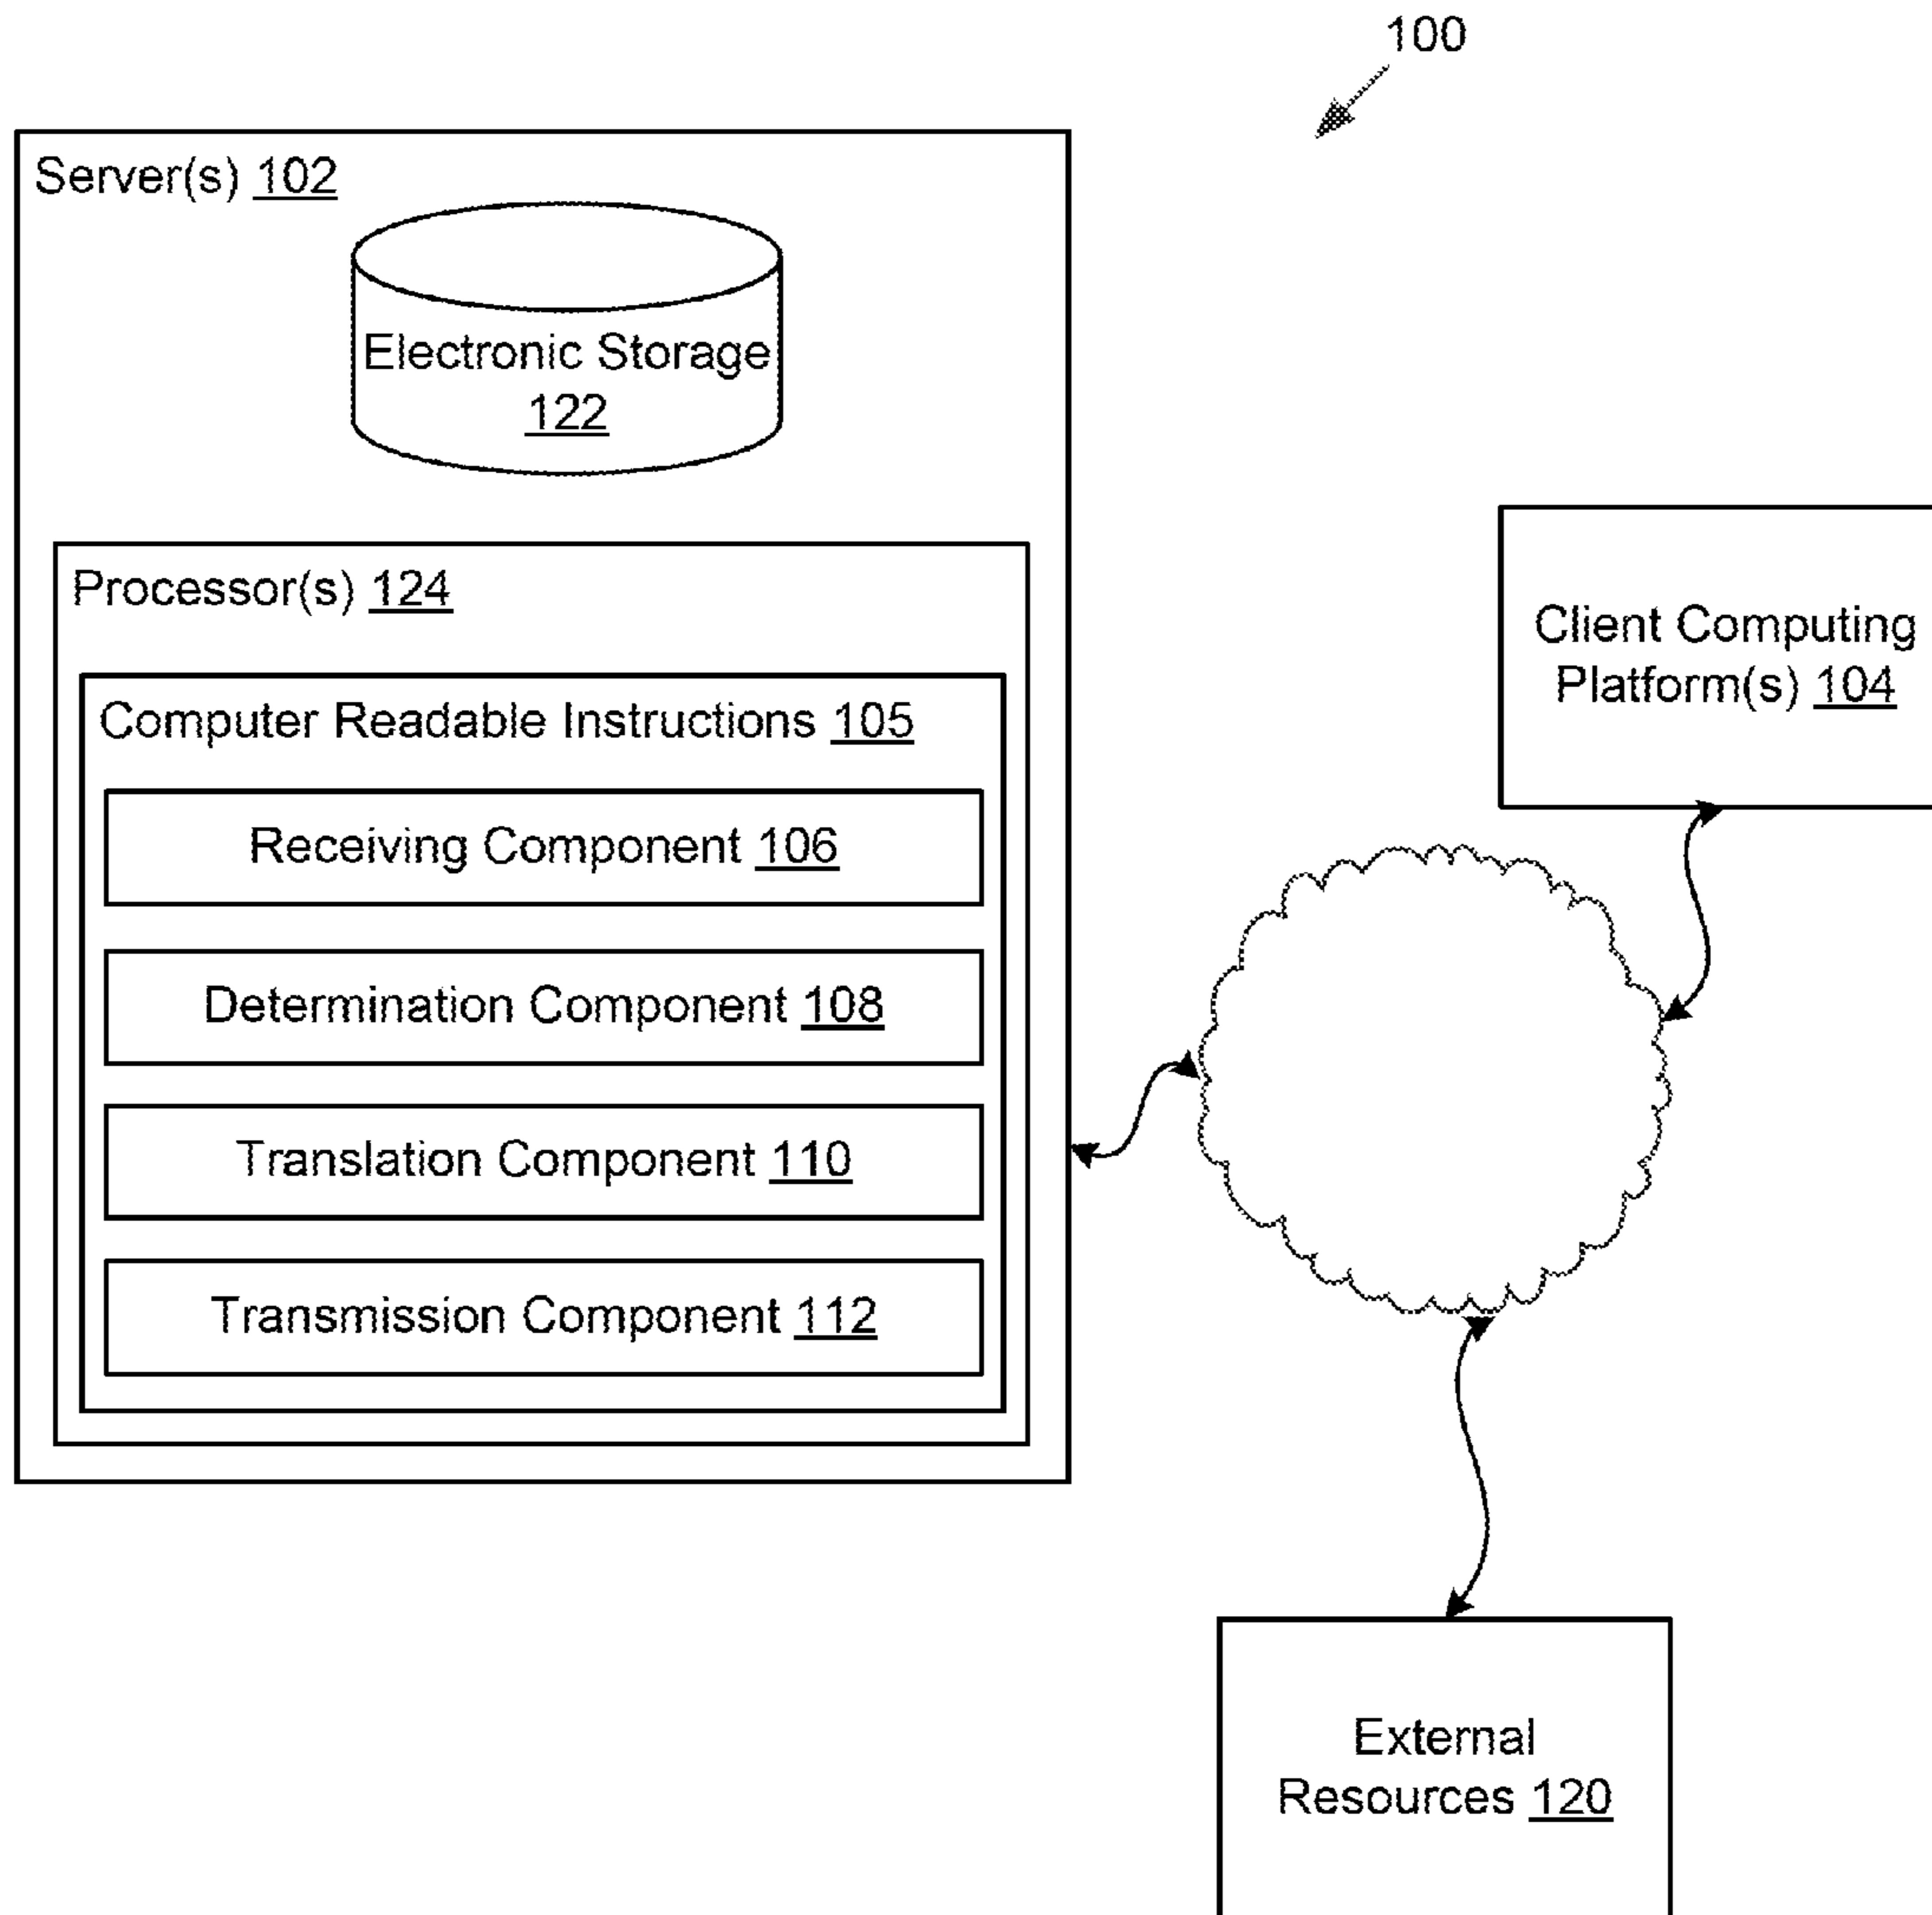 100
Server(s) 102
Electronic Storage
122
Processor(s) 124
Computer Readable Instructions 105
Receiving Component 106
Determination Component 108
Translation Component 110
Transmission Component 112
Client Computing
Platform(s) 104
External
Resources 120